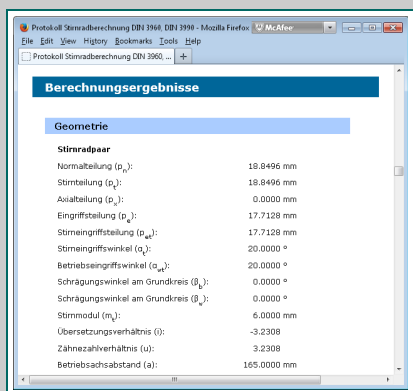 Protokoll Stirnradberechnung DIN 3960, DIN 3990 - Mozilla Firefox McAfee
File Edit View History Bookmarks Tools Help
Protokoll Stirnradberechnung DIN 3960, ... +
Berechnungsergebnisse
Geometrie
Stirnradpaar
Normalteilung (pn): 18.8496 mm
Stirnteilung (pt): 18.8496 mm
Axialteilung (px): 0.0000 mm
Eingriffsteilung (pe): 17.7128 mm
Stirneingriffsteilung (pet): 17.7128 mm
Stirneingriffswinkel (αt): 20.0000 °
Betriebseingriffswinkel (αwt): 20.0000 °
Schrägungswinkel am Grundkreis (βb): 0.0000 °
Schrägungswinkel am Grundkreis (βw): 0.0000 °
Stirnmodul (mt): 6.0000 mm
Übersetzungsverhältnis (i): -3.2308
Zähnezahlverhältnis (u): 3.2308
Betriebsachsabstand (a): 165.0000 mm